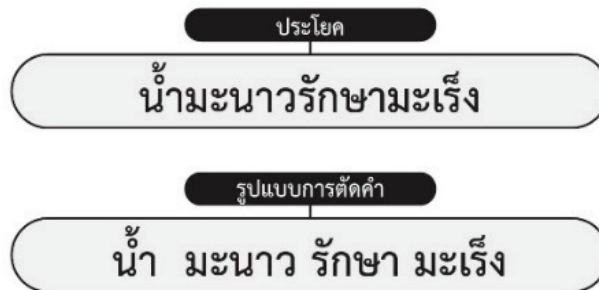 ประโยค
น้ำมะนาวรักษามะเร็ง
รูปแบบการตัดคำ
น้ำ มะนาว รักษา มะเร็ง